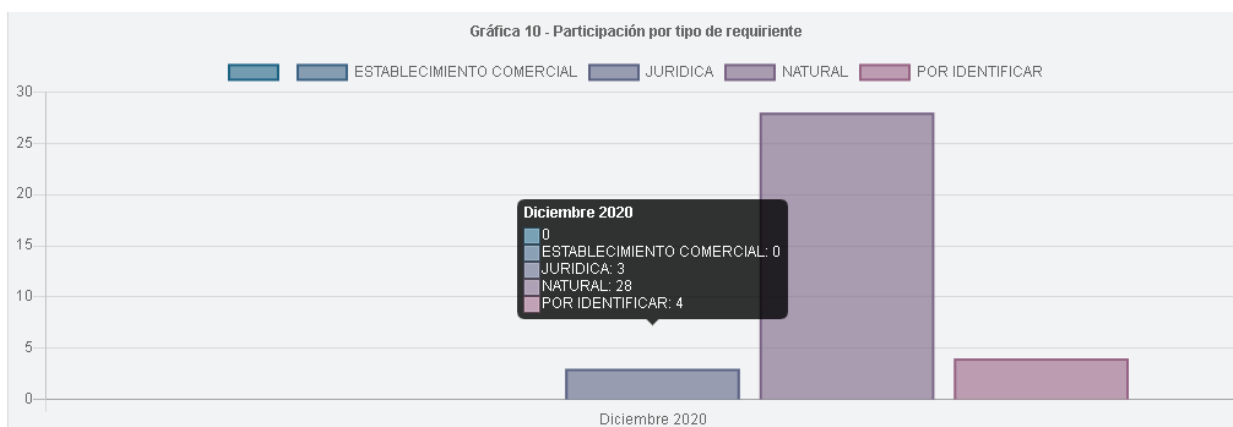 Gráfica 10 - Participación por tipo de requiriente
ESTABLECIMIENTO COMERCIAL JURIDICA NATURAL POR IDENTIFICAR
30
25
20
15
10
5
0
Diciembre 2020
0
ESTABLECIMIENTO COMERCIAL: 0
JURIDICA: 3
NATURAL: 28
POR IDENTIFICAR: 4
Diciembre 2020